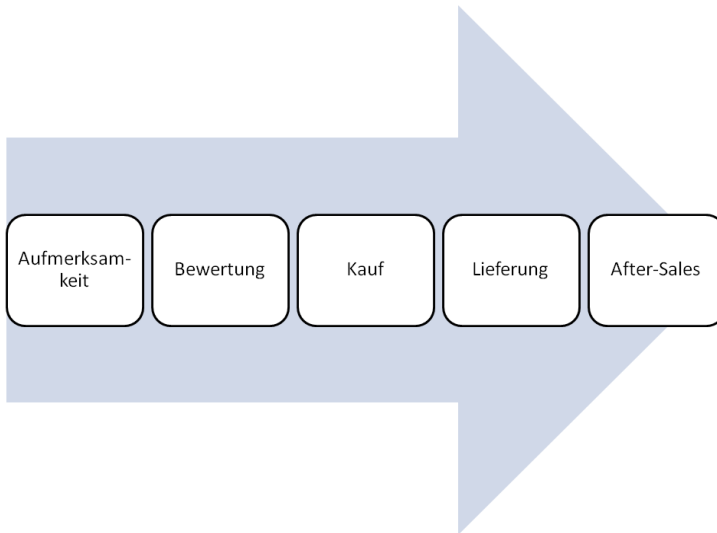 Aufmerksam-
keit
Bewertung
Kauf
Lieferung
After-Sales